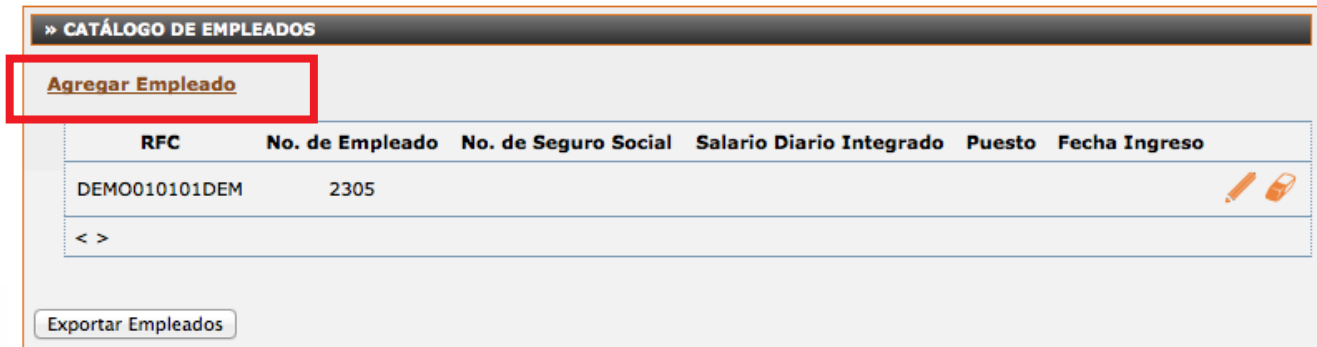 » CATÁLOGO DE EMPLEADOS
Agregar Empleado
RFC No. de Empleado No. de Seguro Social Salario Diario Integrado Puesto Fecha Ingreso
DEMO010101DEM 2305
< >
Exportar Empleados